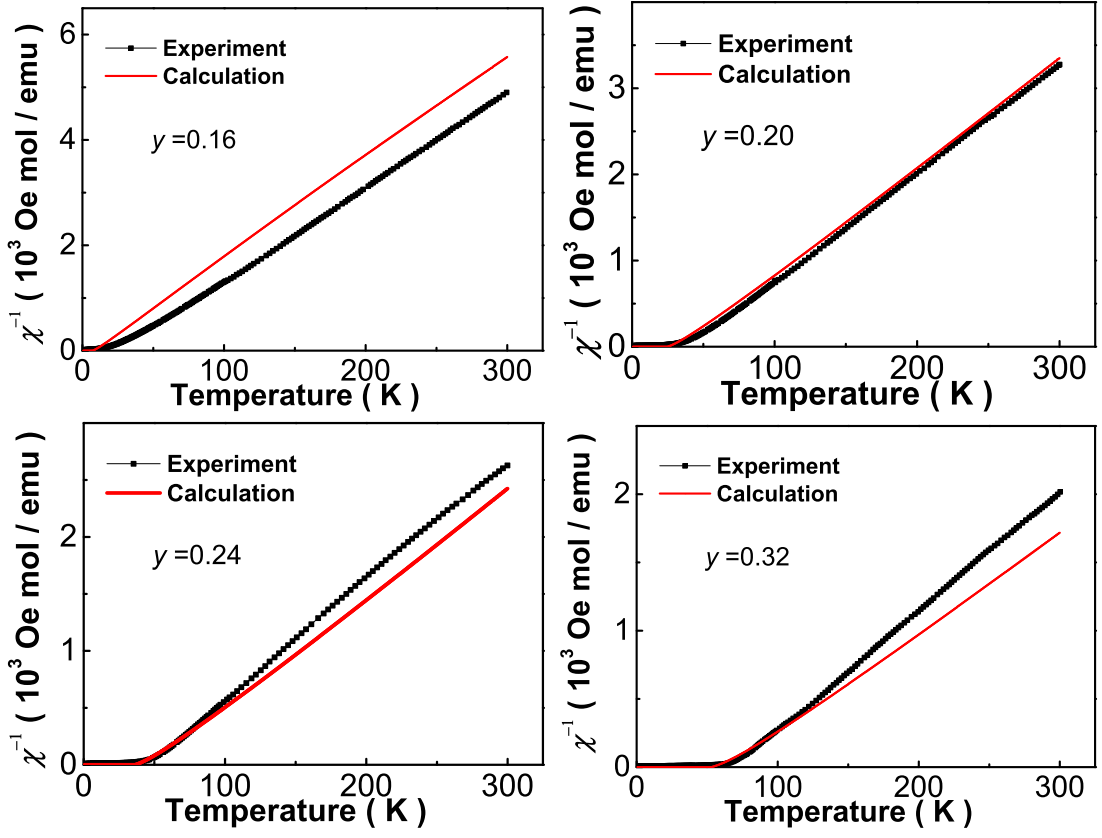 6
4
2
0
χ⁻¹ ( 10³ Oe mol / emu )
Experiment
Calculation
y =0.16
0 100 200 300
Temperature ( K )
3
2
1
0
χ⁻¹ ( 10³ Oe mol / emu )
Experiment
Calculation
y =0.20
0 100 200 300
Temperature ( K )
2
1
0
χ⁻¹ ( 10³ Oe mol / emu )
Experiment
Calculation
y =0.24
0 100 200 300
Temperature ( K )
2
1
0
χ⁻¹ ( 10³ Oe mol / emu )
Experiment
Calculation
y =0.32
0 100 200 300
Temperature ( K )